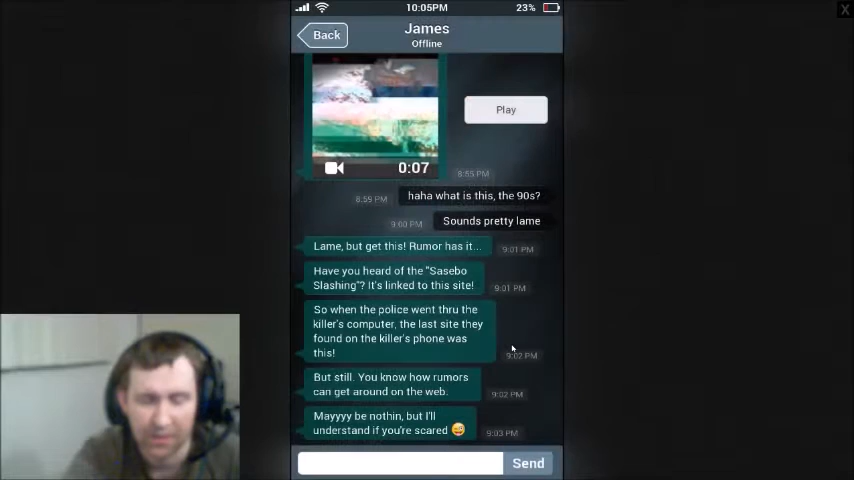 10:05PM
23%
X
Back
James
Offline
Play
0:07
8:55 PM
8:59 PM
haha what is this, the 90s?
9:00 PM
Sounds pretty lame
Lame, but get this! Rumor has it...
9:01 PM
Have you heard of the "Sasebo
Slashing"? It's linked to this site!
9:01 PM
So when the police went thru the
killer's computer, the last site they
found on the killer's phone was
this!
9:02 PM
But still. You know how rumors
can get around on the web.
9:02 PM
Mayyyy be nothin, but I'll
understand if you're scared 😜
9:03 PM
Send